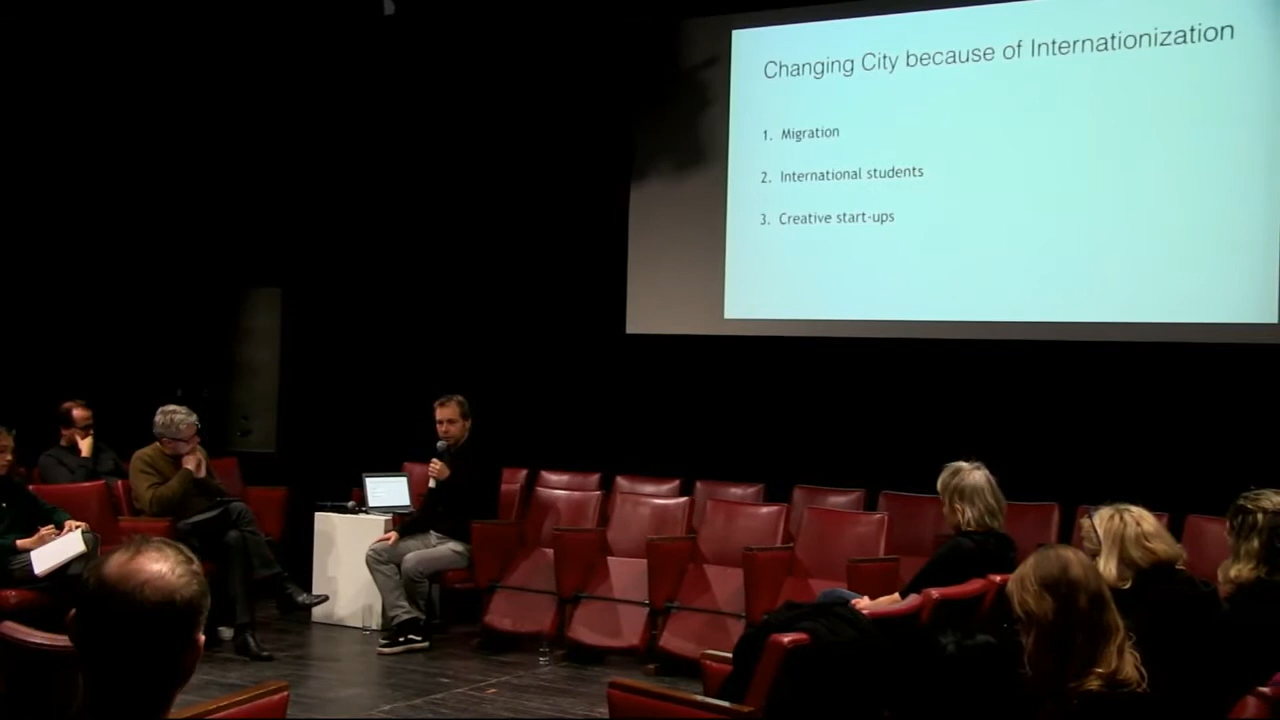 Changing City because of Internationization
1. Migration
2. International students
3. Creative start-ups